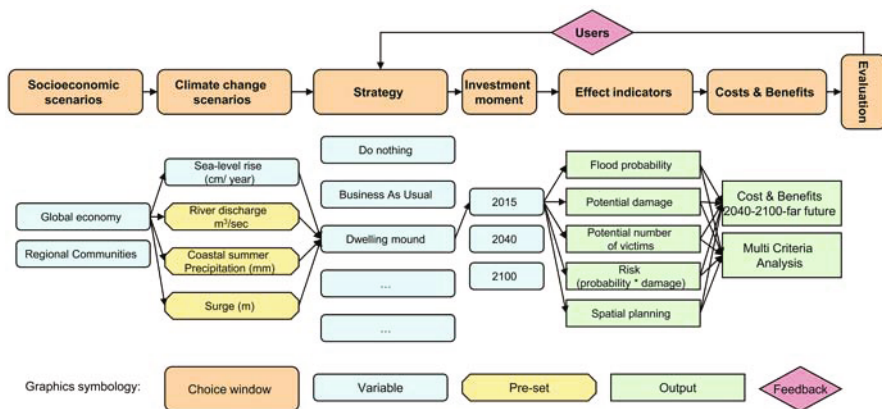 Users
Socioeconomic
scenarios
Climate change
scenarios
Strategy
Investment
moment
Effect indicators
Costs & Benefits
Evaluation
Do nothing
Sea-level rise
(cm/ year)
Flood probability
Business As Usual
Cost & Benefits
2040-2100-far future
Global economy
River discharge
m³/sec
2015
Potential damage
Dwelling mound
2040
Potential number
of victims
Regional Communities
Coastal summer
Precipitation (mm)
Multi Criteria
Analysis
...
2100
Risk
(probability * damage)
Surge (m)
...
Spatial planning
Graphics symbology:
Choice window
Variable
Pre-set
Output
Feedback